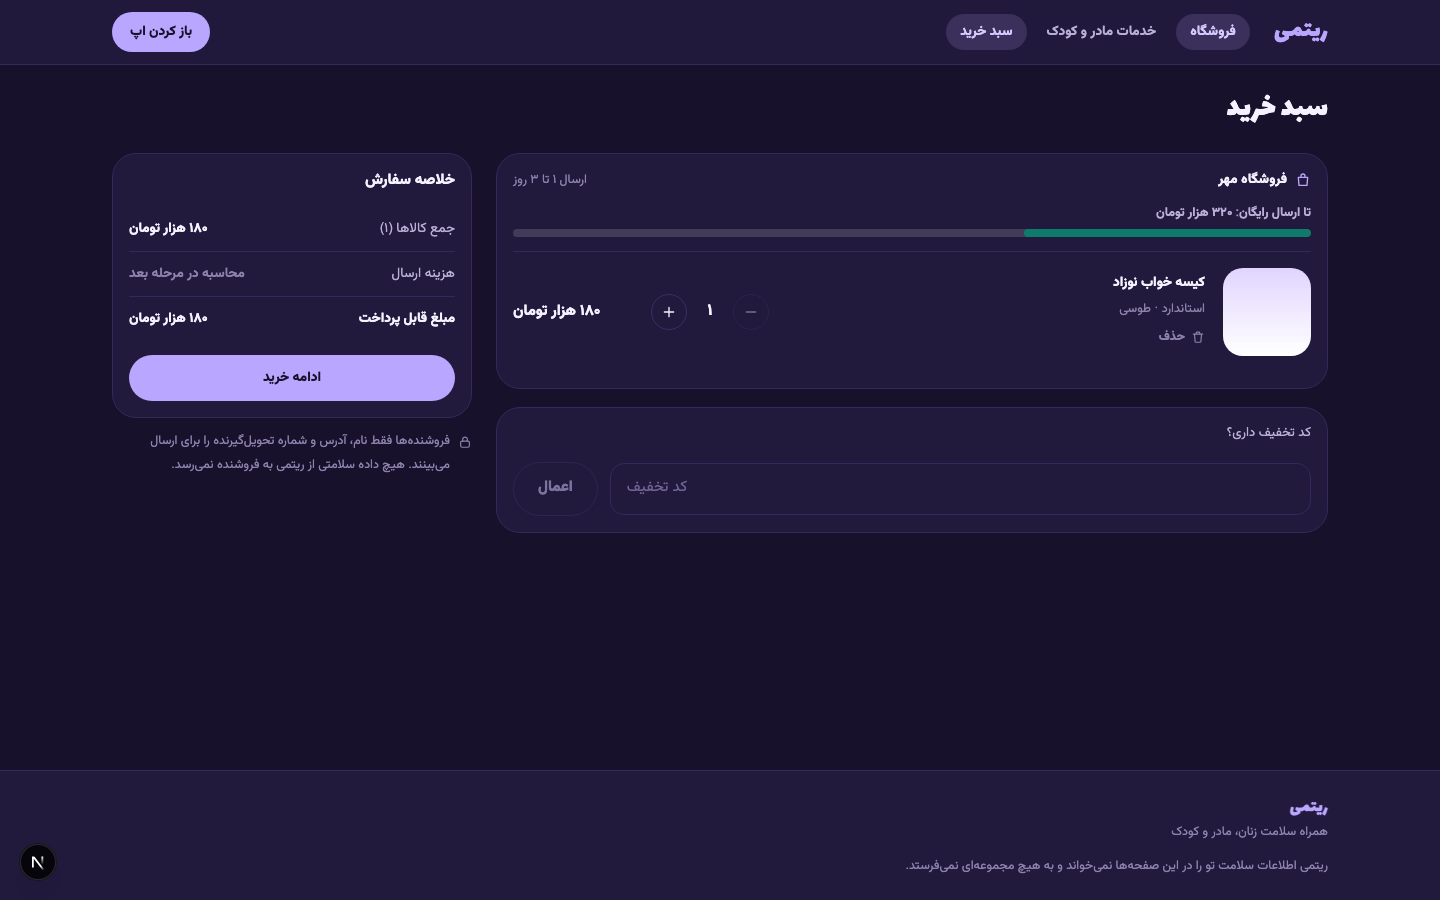 ریتمی
فروشگاه
خدمات مادر و کودک
سبد خرید
باز کردن اپ
سبد خرید
فروشگاه مهر
ارسال ۱ تا ۳ روز
تا ارسال رایگان: ۳۲۰ هزار تومان
کیسه خواب نوزاد
استاندارد · طوسی
حذف
۱
۱۸۰ هزار تومان
کد تخفیف داری؟
کد تخفیف
اعمال
خلاصه سفارش
جمع کالاها (۱)
۱۸۰ هزار تومان
هزینه ارسال
محاسبه در مرحله بعد
مبلغ قابل پرداخت
۱۸۰ هزار تومان
ادامه خرید
فروشنده‌ها فقط نام، آدرس و شماره تحویل‌گیرنده را برای ارسال
می‌بینند. هیچ داده سلامتی از ریتمی به فروشنده نمی‌رسد.
ریتمی
همراه سلامت زنان، مادر و کودک
ریتمی اطلاعات سلامت تو را در این صفحه‌ها نمی‌خواند و به هیچ مجموعه‌ای نمی‌فرستد.
N